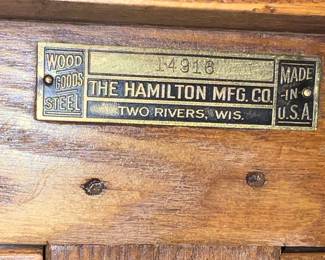 WOOD
GOODS
STEEL
14918
THE HAMILTON MFG. CO.
TWO RIVERS, WIS.
MADE
-IN-
U.S.A